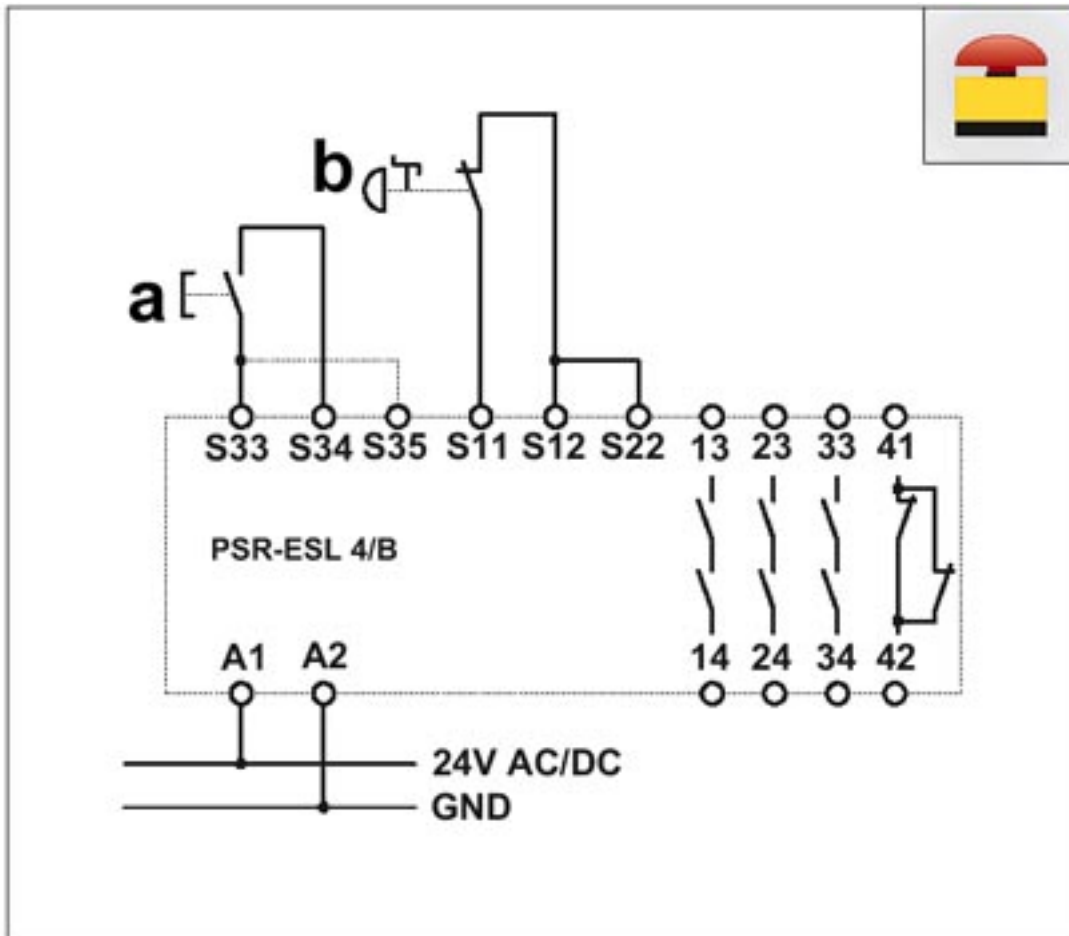 b
a
S33 S34 S35 S11 S12 S22 13 23 33 41
PSR-ESL 4/B
A1 A2 14 24 34 42
24V AC/DC
GND